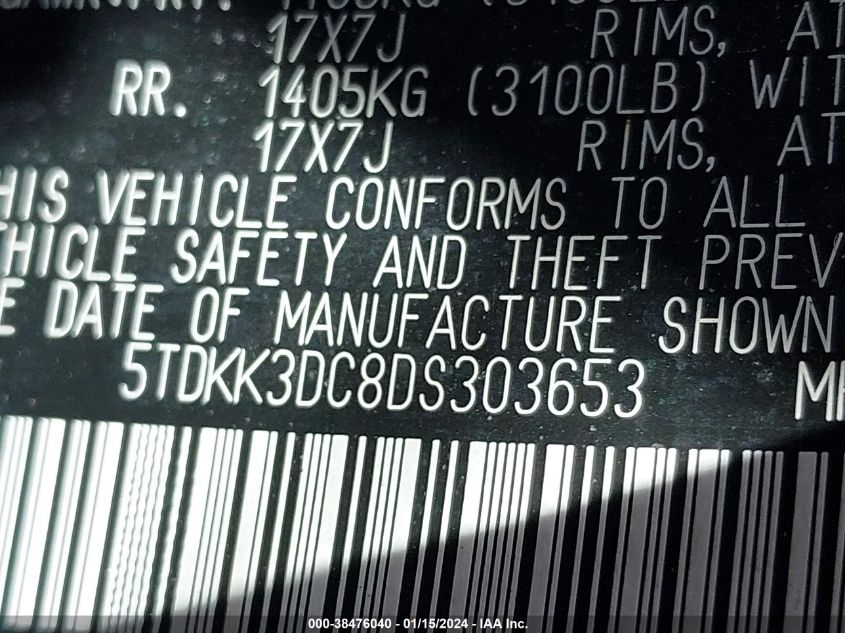 17X7J RIMS, AT
RR. 1405KG (3100LB) WIT
17X7J RIMS, AT
HIS VEHICLE CONFORMS TO ALL
HICLE SAFETY AND THEFT PREV
E DATE OF MANUFACTURE SHOWN
5TDKK3DC8DS303653
000-38476040 - 01/15/2024 - IAA Inc.